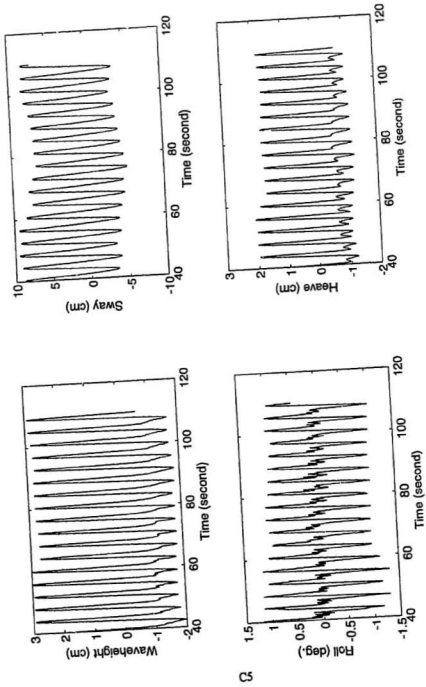 3
2
1
0
-1
-2
Waveheight (cm)
40 60 80 100 120
Time (second)
10
5
0
-5
-10
Sway (cm)
40 60 80 100 120
Time (second)
1.5
1
0.5
0
-0.5
-1
-1.5
Roll (deg.)
40 60 80 100 120
Time (second)
3
2
1
0
-1
-2
Heave (cm)
40 60 80 100 120
Time (second)
C5